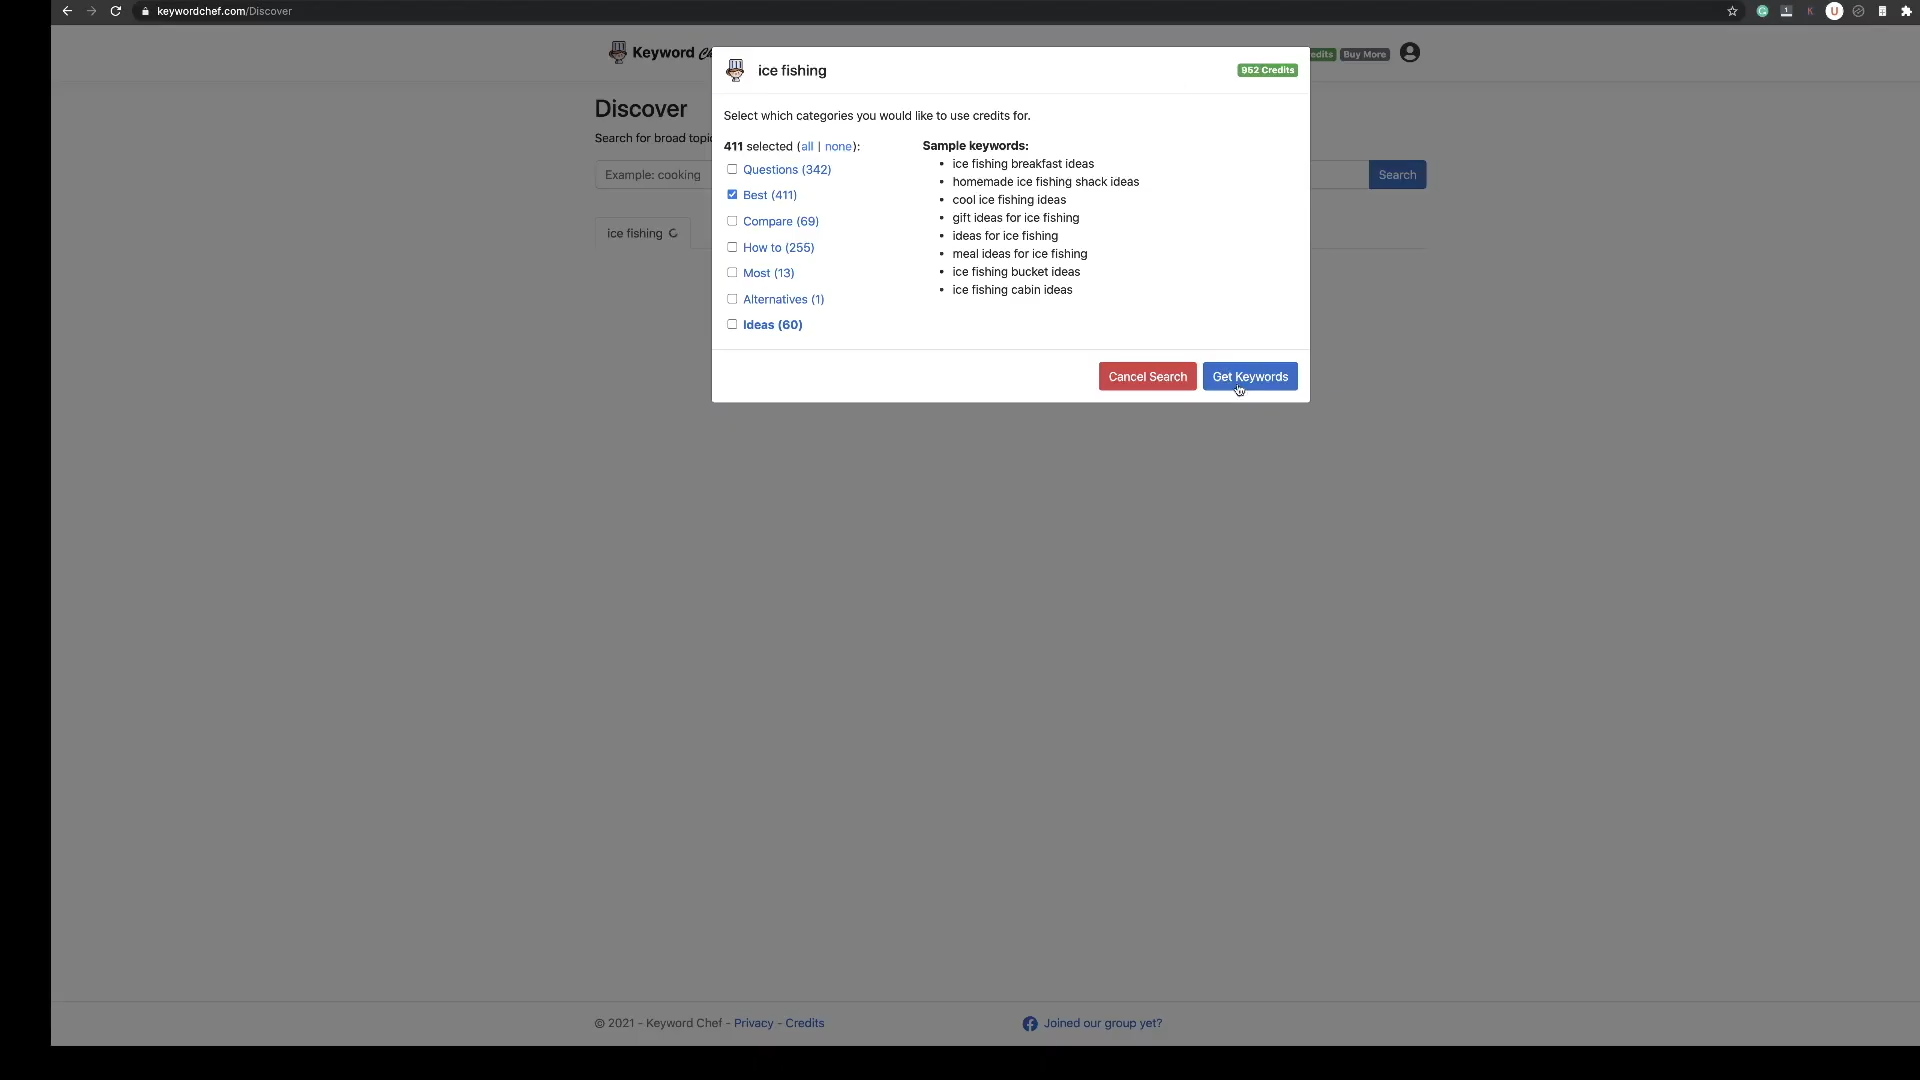 keywordchef.com/Discover
Keyword
edits
Buy More
ice fishing
952 Credits
Discover
Search for broad topic
Select which categories you would like to use credits for.
411 selected (all | none):
Questions (342)
Best (411)
Compare (69)
How to (255)
Most (13)
Alternatives (1)
Ideas (60)
Sample keywords:
• ice fishing breakfast ideas
• homemade ice fishing shack ideas
• cool ice fishing ideas
• gift ideas for ice fishing
• ideas for ice fishing
• meal ideas for ice fishing
• ice fishing bucket ideas
• ice fishing cabin ideas
Example: cooking
Search
ice fishing
Cancel Search
Get Keywords
© 2021 - Keyword Chef - Privacy - Credits
Joined our group yet?